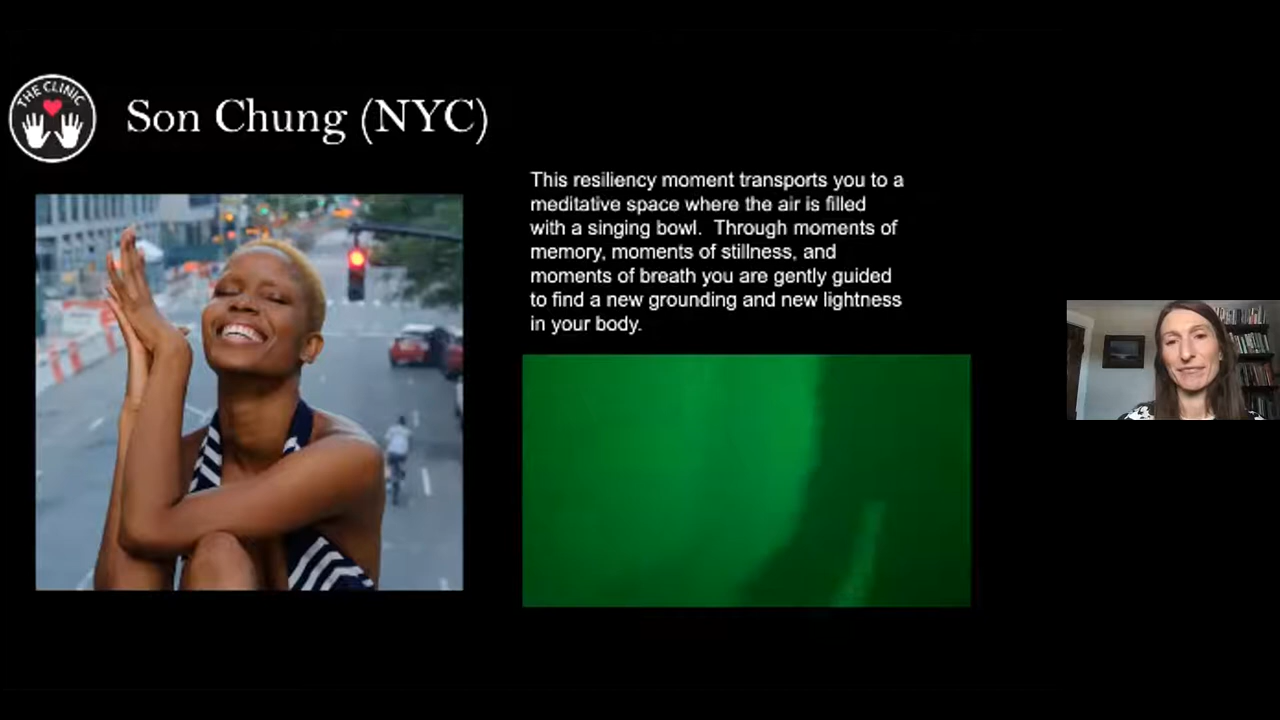 THE CLINIC
Son Chung (NYC)
This resiliency moment transports you to a
meditative space where the air is filled
with a singing bowl.  Through moments of
memory, moments of stillness, and
moments of breath you are gently guided
to find a new grounding and new lightness
in your body.